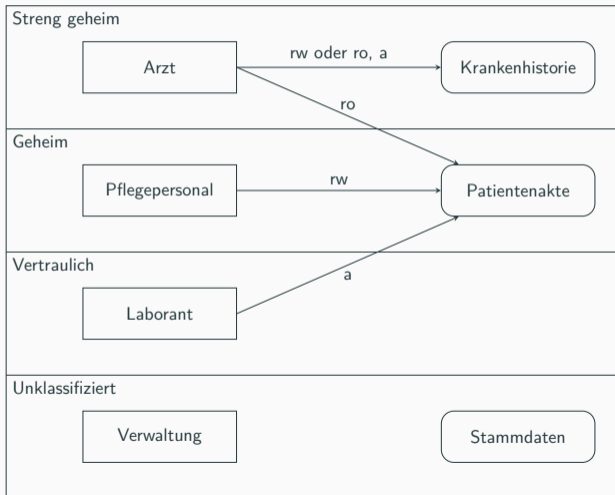 Streng geheim
Arzt
rw oder ro, a
Krankenhistorie
ro
Geheim
Pflegepersonal
rw
Patientenakte
Vertraulich
a
Laborant
Unklassifiziert
Verwaltung
Stammdaten